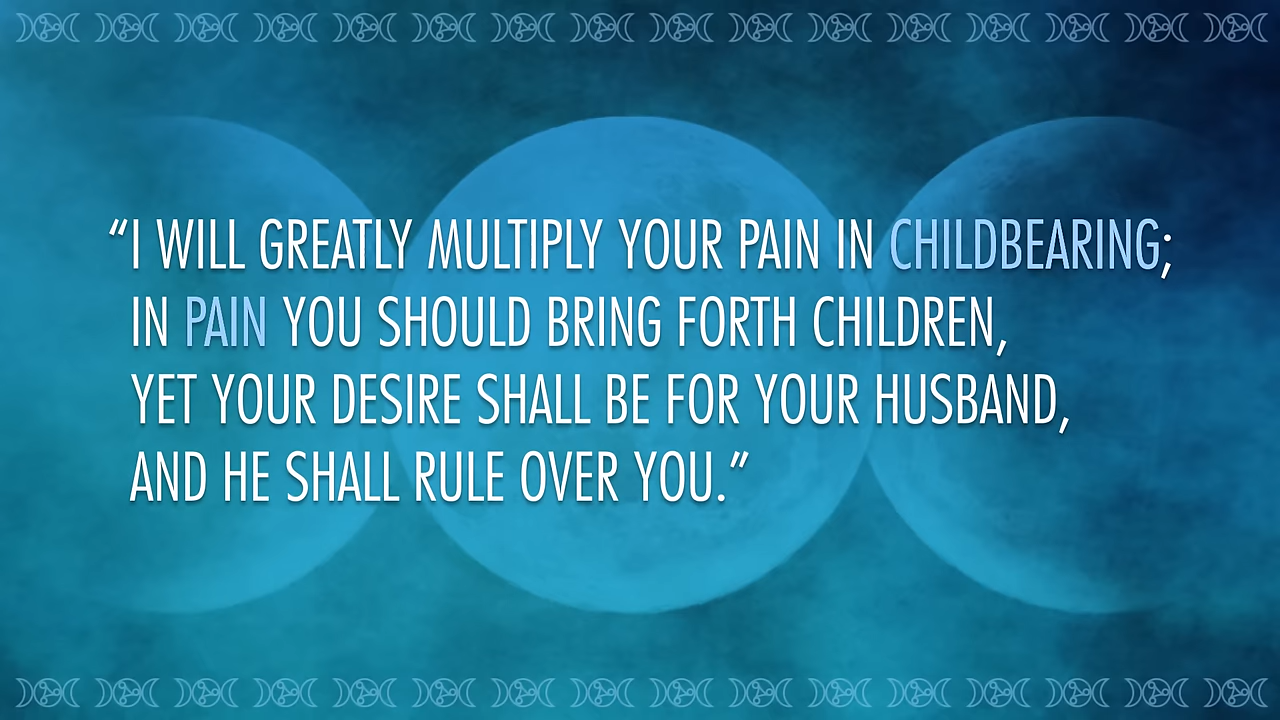 “I WILL GREATLY MULTIPLY YOUR PAIN IN CHILDBEARING;
IN PAIN YOU SHOULD BRING FORTH CHILDREN,
YET YOUR DESIRE SHALL BE FOR YOUR HUSBAND,
AND HE SHALL RULE OVER YOU.”